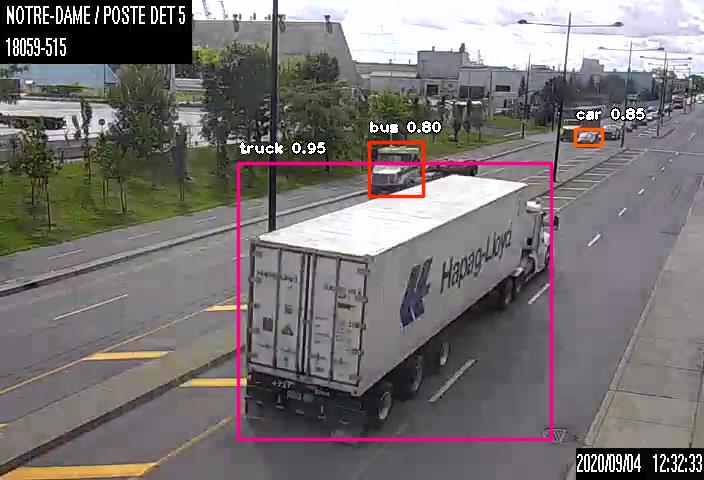 NOTRE-DAME / POSTE DET 5
18059-515
car 0.85
bus 0.80
truck 0.95
Hapag-Lloyd
2020/09/04 12:32:33